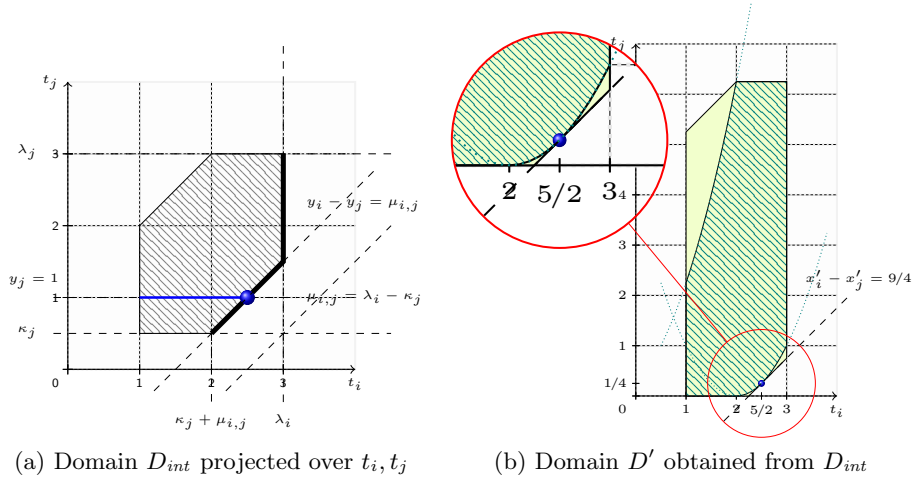 t_j
λ_j
3
2
y_i − y_j = μ_{i,j}
y_j = 1
1
μ_{i,j} = λ_i − κ_j
κ_j
0
1
2
3
t_i
κ_j + μ_{i,j}
λ_i
(a) Domain D_{int} projected over t_i, t_j
t_j
2
5/2
3
4
3
2
1
1/4
0
x'_i − x'_j = 9/4
1
2
5/2
3
t_i
(b) Domain D′ obtained from D_{int}